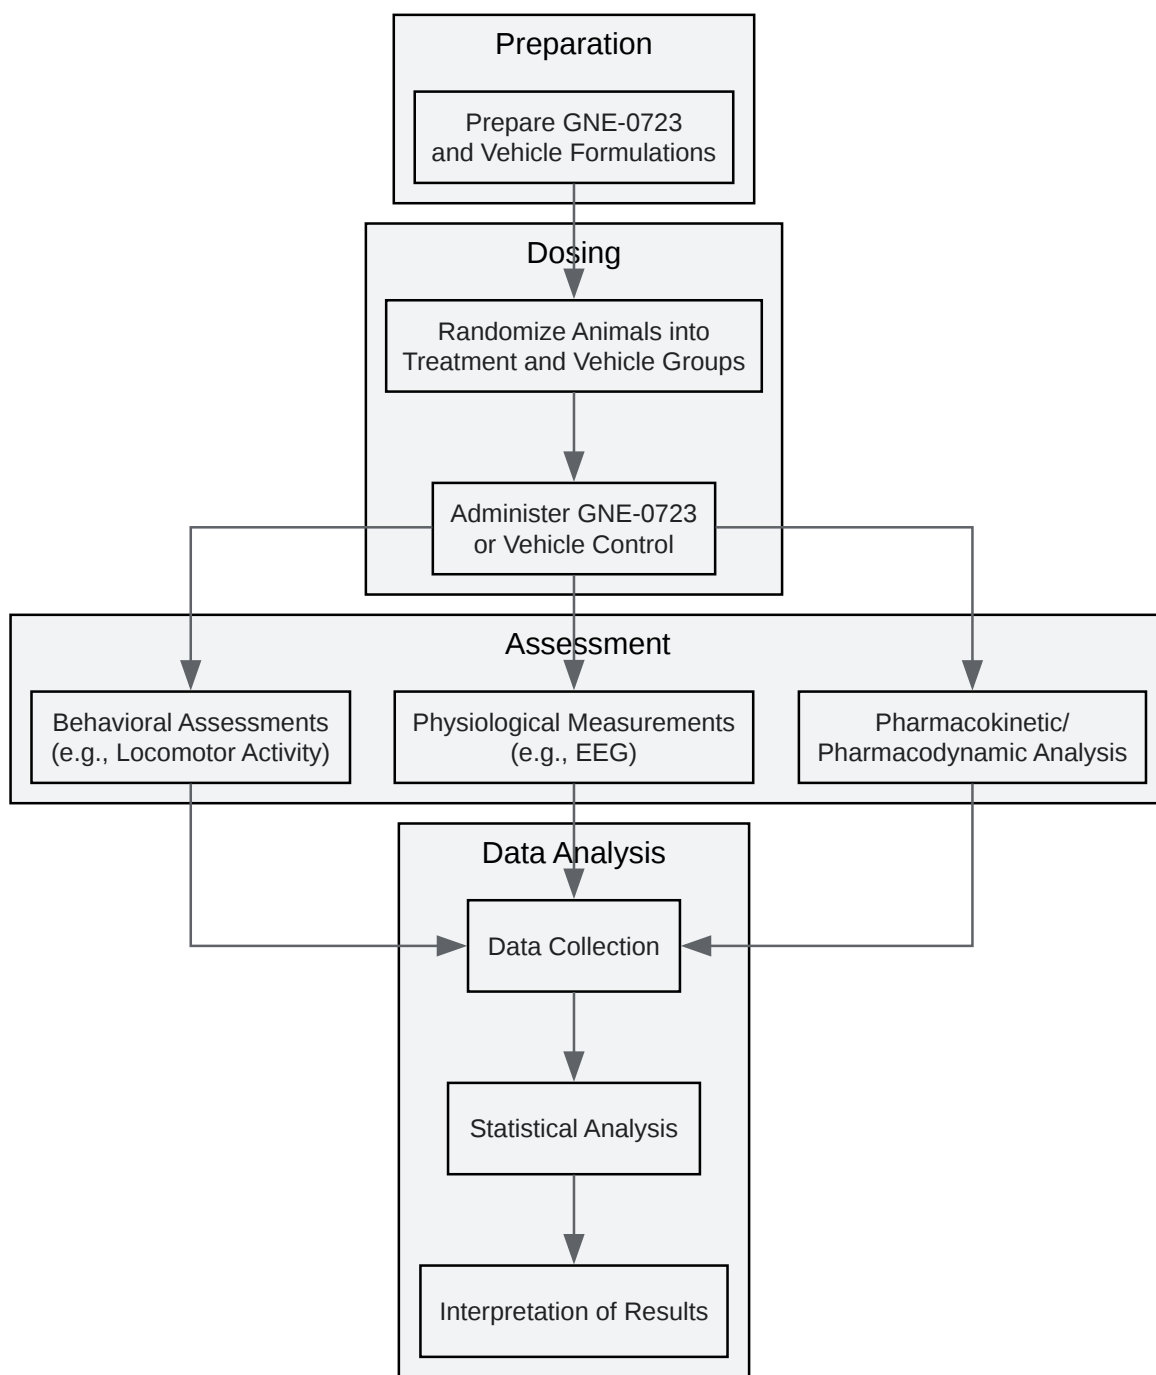 Preparation
Prepare GNE-0723
and Vehicle Formulations
Dosing
Randomize Animals into
Treatment and Vehicle Groups
Administer GNE-0723
or Vehicle Control
Assessment
Behavioral Assessments
(e.g., Locomotor Activity)
Physiological Measurements
(e.g., EEG)
Pharmacokinetic/
Pharmacodynamic Analysis
Data Analysis
Data Collection
Statistical Analysis
Interpretation of Results